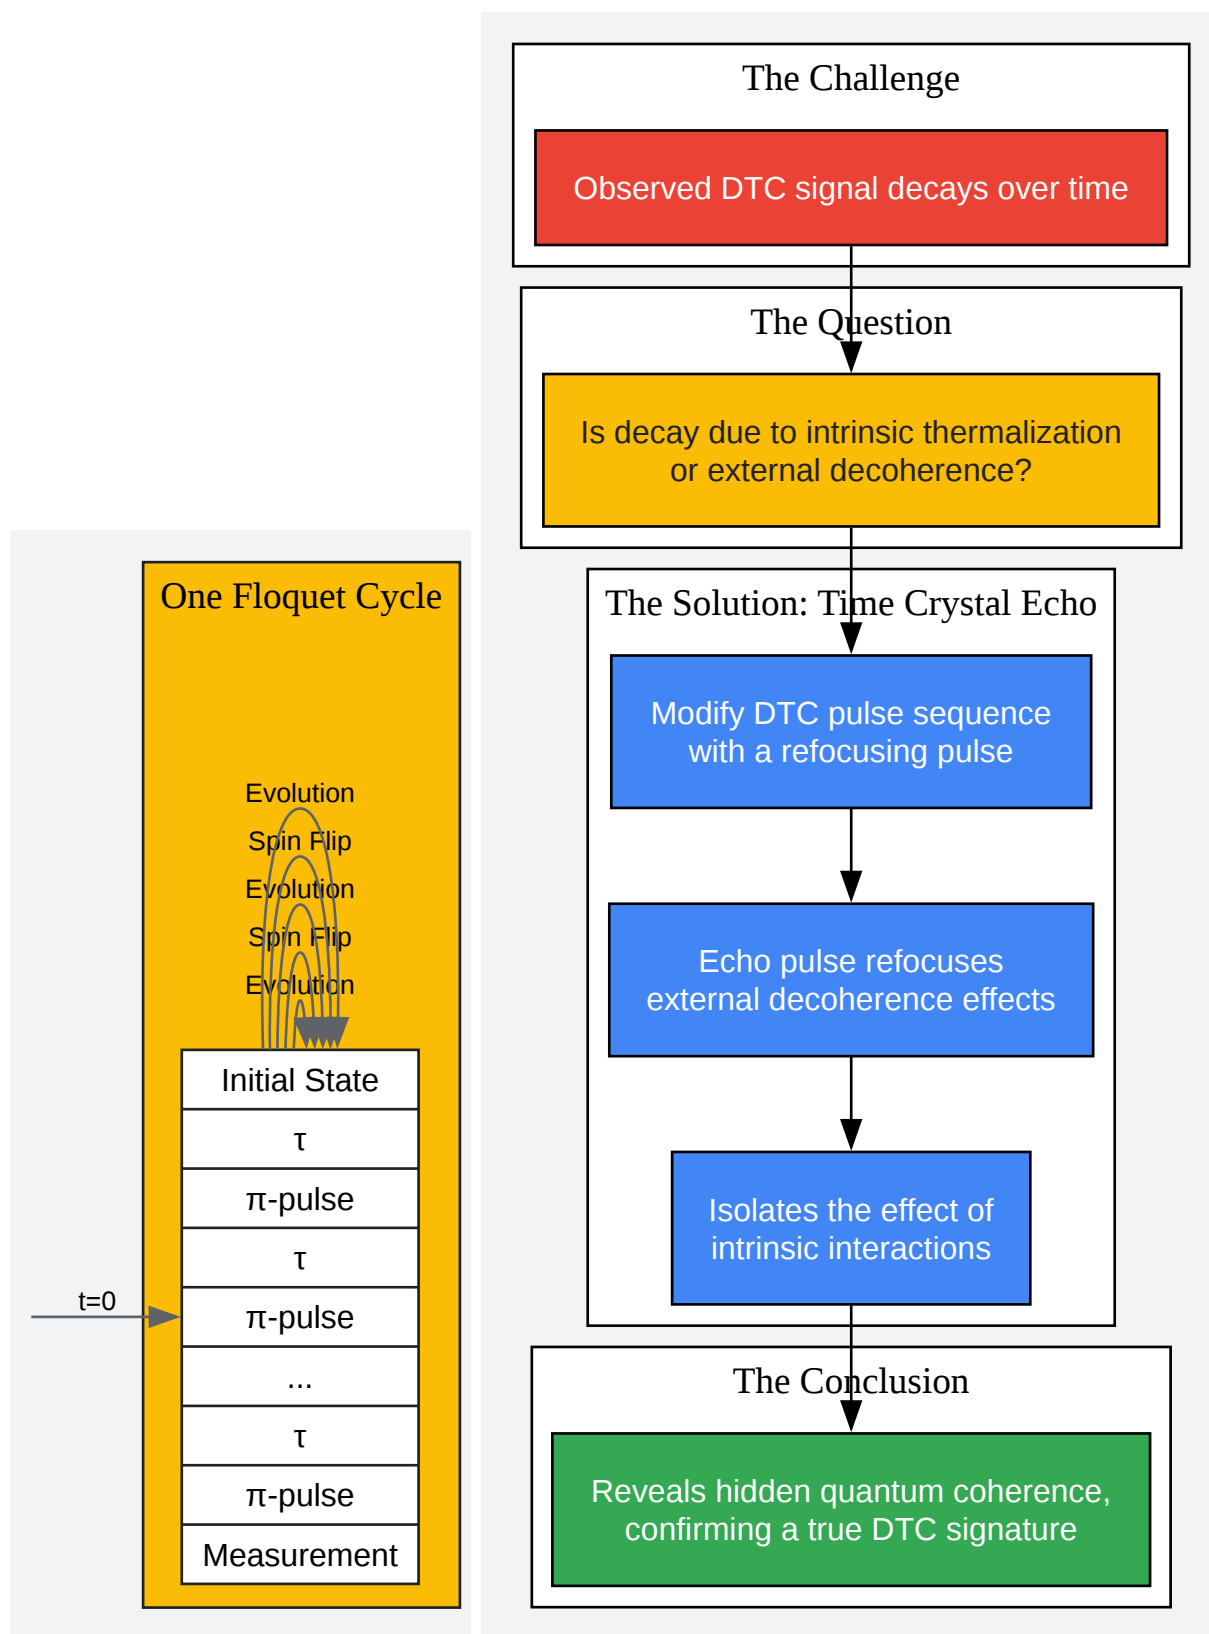 One Floquet Cycle
Evolution
Spin Flip
Evolution
Spin Flip
Evolution
Initial State
τ
π-pulse
τ
t=0
π-pulse
...
τ
π-pulse
Measurement
The Challenge
Observed DTC signal decays over time
The Question
Is decay due to intrinsic thermalization
or external decoherence?
The Solution: Time Crystal Echo
Modify DTC pulse sequence
with a refocusing pulse
Echo pulse refocuses
external decoherence effects
Isolates the effect of
intrinsic interactions
The Conclusion
Reveals hidden quantum coherence,
confirming a true DTC signature